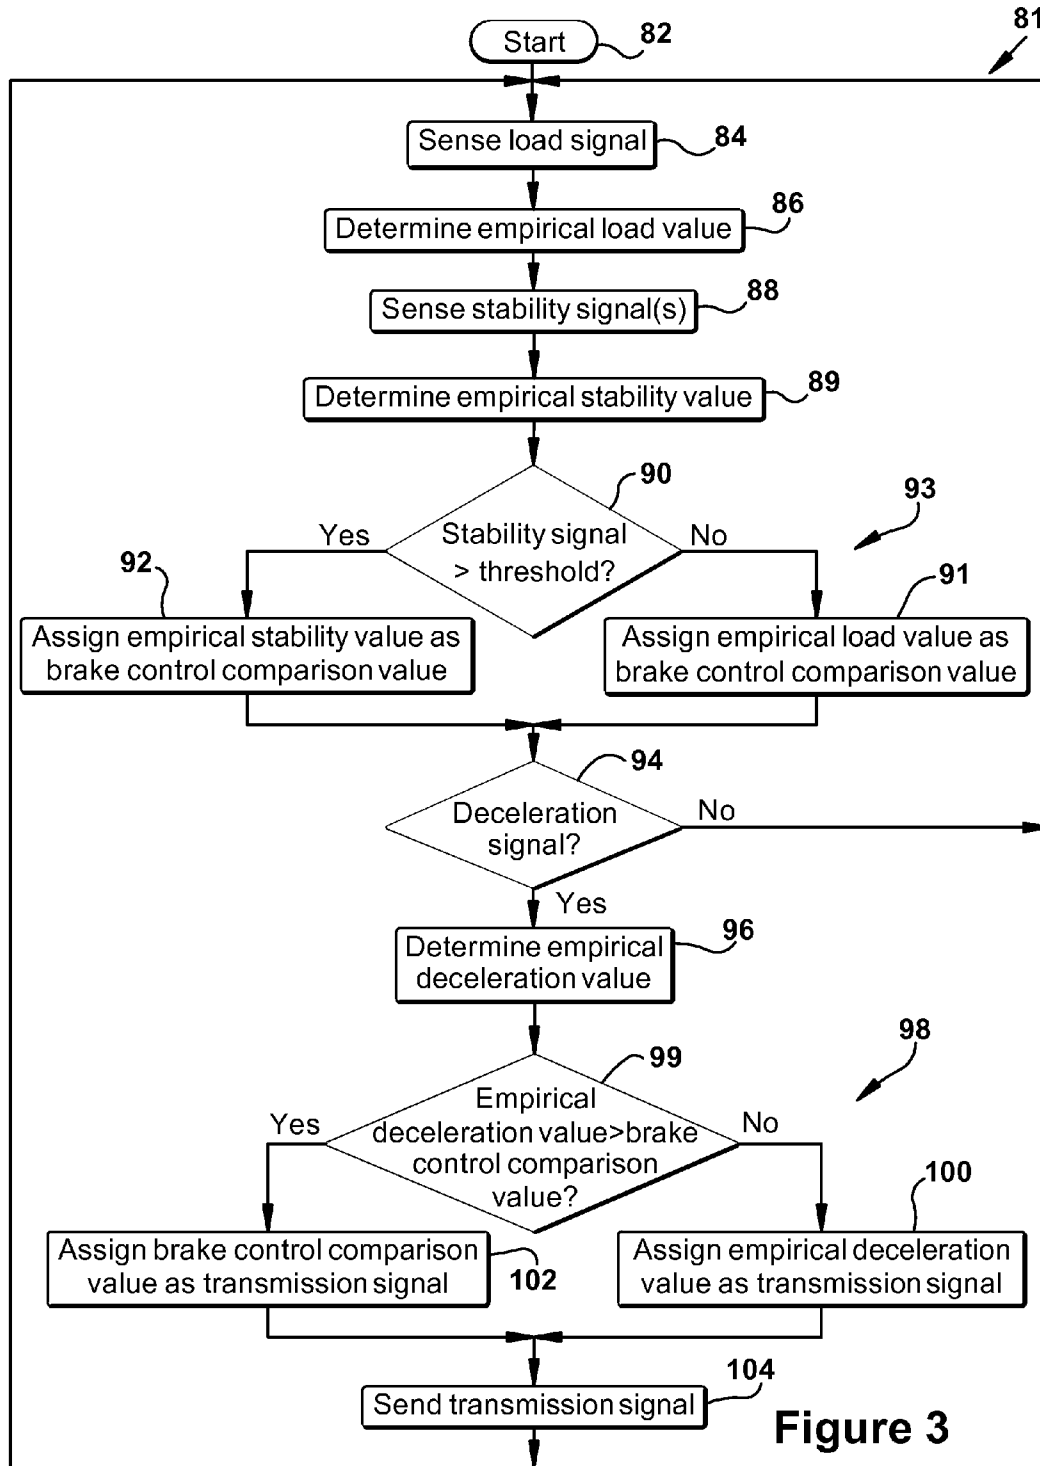 81
Start
82
Sense load signal
84
Determine empirical load value
86
Sense stability signal(s)
88
Determine empirical stability value
89
90
Stability signal
> threshold?
Yes
No
93
92
91
Assign empirical stability value as
brake control comparison value
Assign empirical load value as
brake control comparison value
94
Deceleration
signal?
No
Yes
Determine empirical
deceleration value
96
98
99
Empirical
deceleration value>brake
control comparison
value?
Yes
No
100
Assign brake control comparison
value as transmission signal
102
Assign empirical deceleration
value as transmission signal
104
Send transmission signal
Figure 3